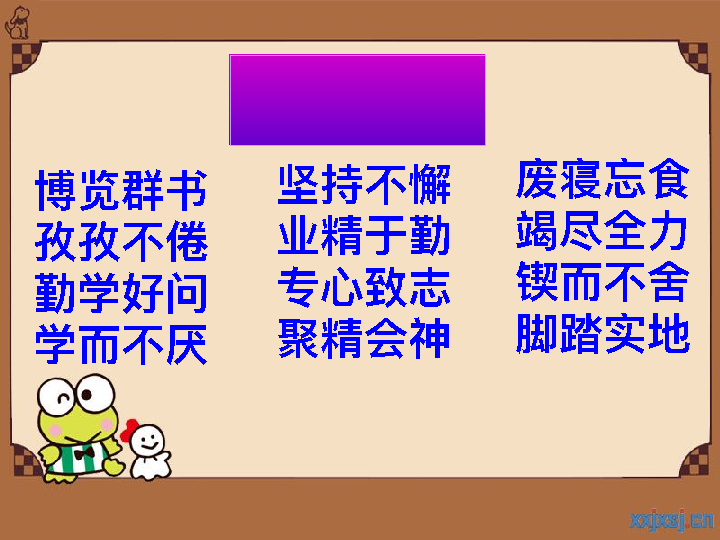 博览群书
孜孜不倦
勤学好问
学而不厌
坚持不懈
业精于勤
专心致志
聚精会神
废寝忘食
竭尽全力
锲而不舍
脚踏实地
xxjxsj.cn